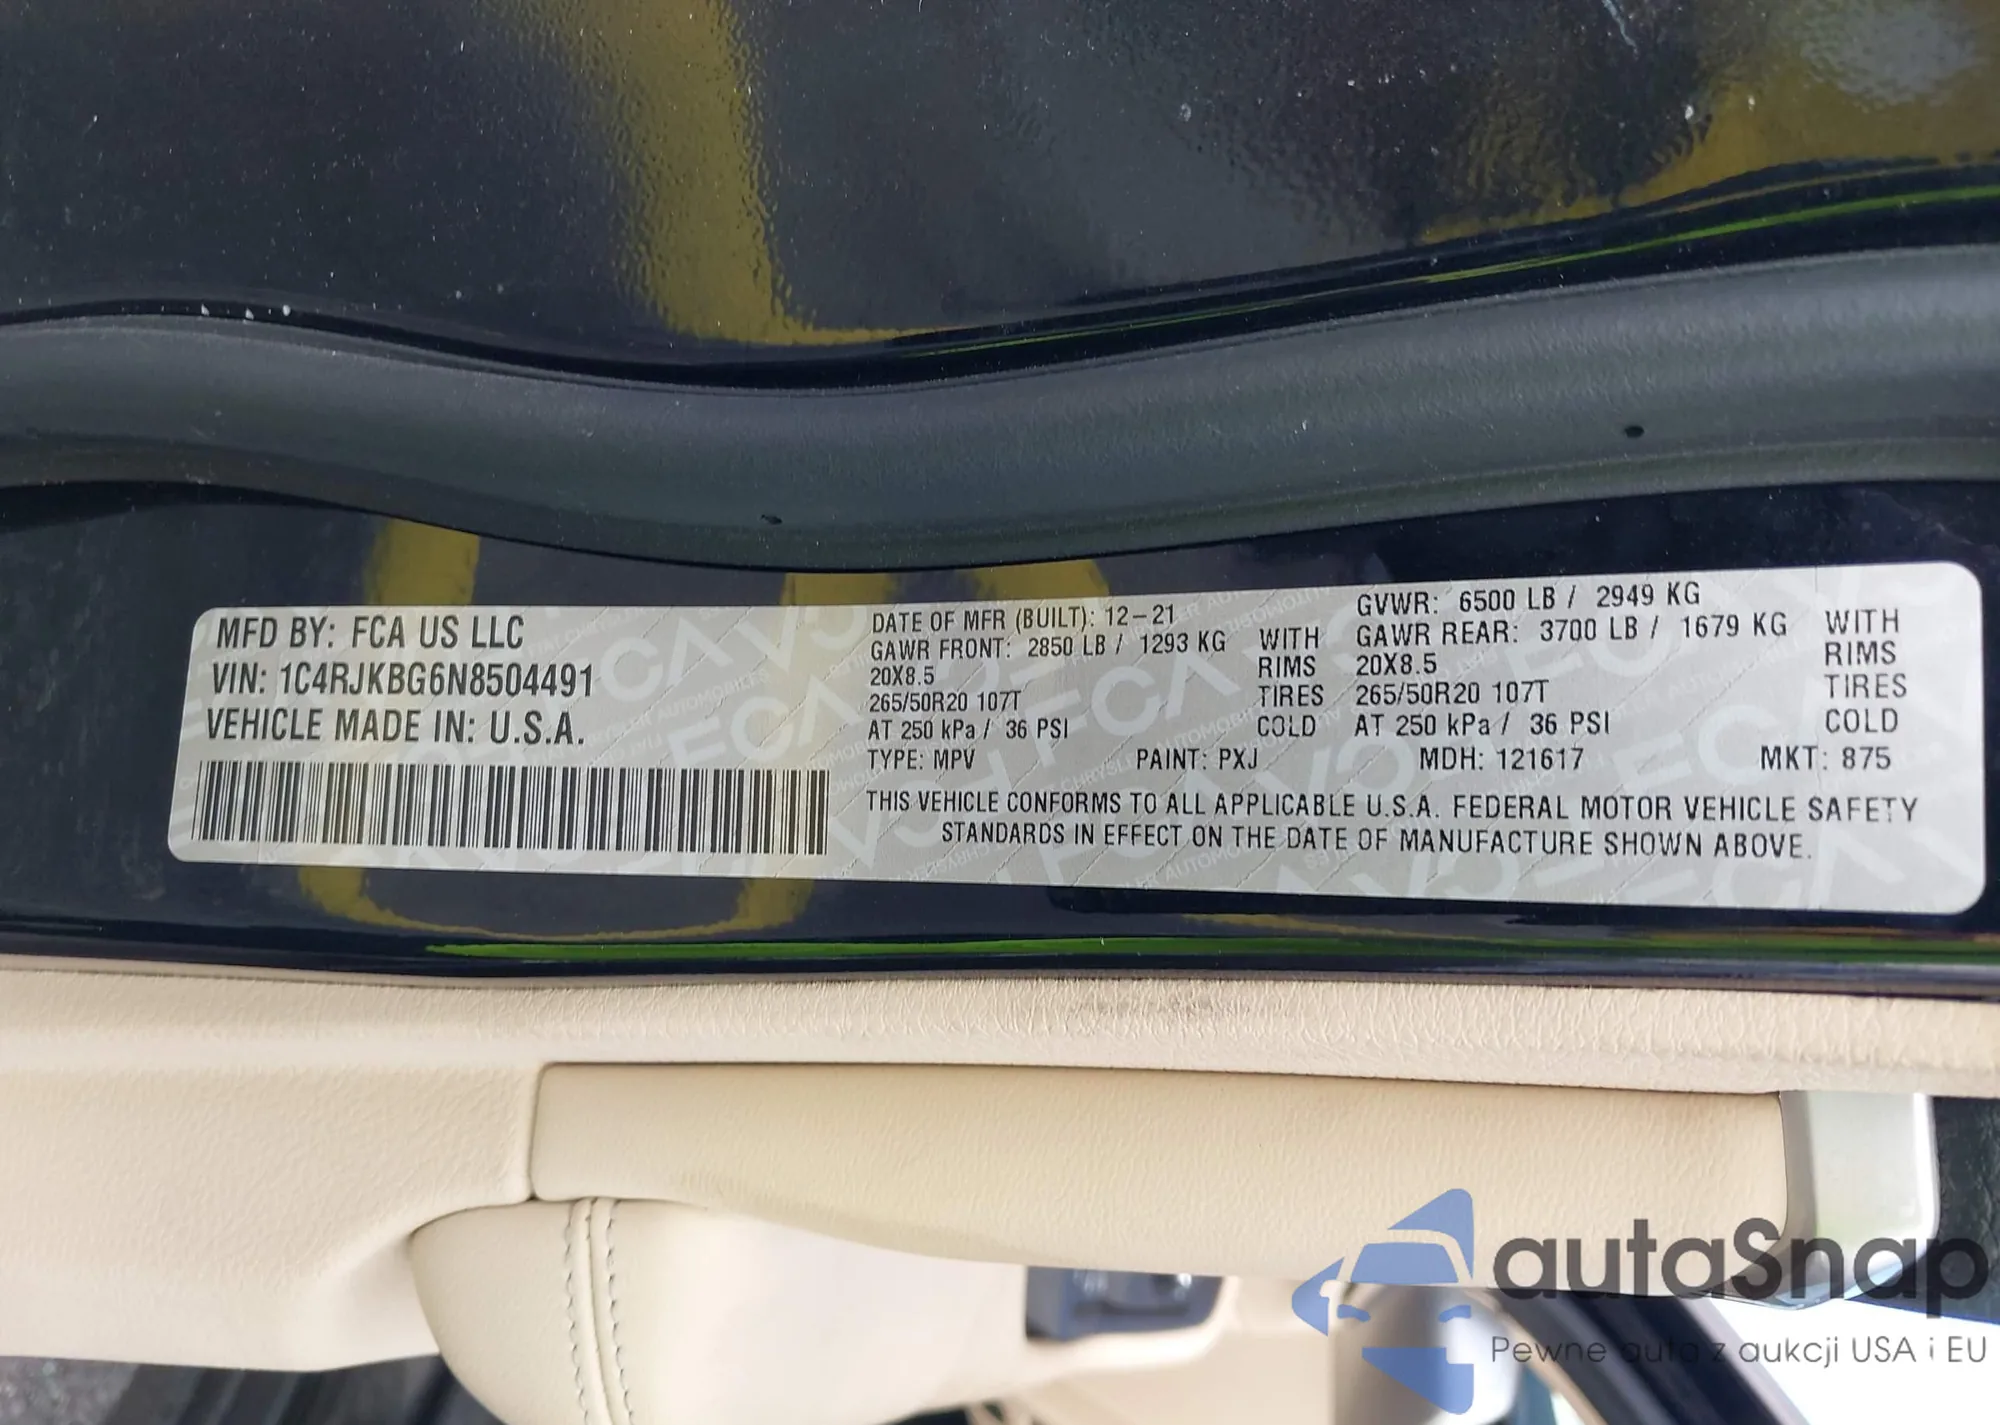 MFD BY: FCA US LLC
VIN: 1C4RJKBG6N8504491
VEHICLE MADE IN: U.S.A.
DATE OF MFR (BUILT): 12-21
GVWR: 6500 LB / 2949 KG
GAWR FRONT: 2850 LB / 1293 KG WITH GAWR REAR: 3700 LB / 1679 KG WITH
20X8.5 RIMS 20X8.5 RIMS
265/50R20 107T TIRES 265/50R20 107T TIRES
AT 250 kPa / 36 PSI COLD AT 250 kPa / 36 PSI COLD
TYPE: MPV PAINT: PXJ MDH: 121617 MKT: 875
THIS VEHICLE CONFORMS TO ALL APPLICABLE U.S.A. FEDERAL MOTOR VEHICLE SAFETY
STANDARDS IN EFFECT ON THE DATE OF MANUFACTURE SHOWN ABOVE.
autoSnap
Pewne auto z aukcji USA i EU